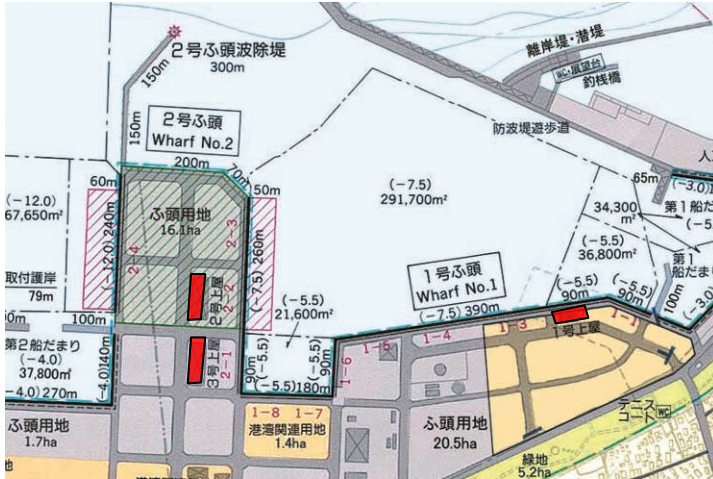 2号ふ頭波除堤
300m
150m
150m
離岸堤・潜堤
WC・展望台
釣桟橋
防波堤遊歩道
人
2号ふ頭
Wharf No.2
200m
70m
60m
50m
(-12.0)
67,650m²
(-12.0)240m
ふ頭用地
16.1ha
2-4
2-3
(-7.5) 260m
(-7.5)
291,700m²
65m
(-3.0)
第1船だ
34,300
m²
(-5.5)
36,800m²
第1
船だまり
(-3.0)
100m
取付護岸
79m
100m
2号上屋
2-2
(-5.5)
21,600m²
1号ふ頭
Wharf No.1
(-7.5) 390m
(-5.5)
90m
(-5.5)
90m
1-1
1号上屋
1-3
1-4
1-5
1-6
第2船だまり
(-4.0)
37,800m²
(-4.0)140m
(-4.0) 270m
3号上屋
2-1
(-5.5)
90m
(-5.5)
90m
(-5.5)180m
1-8
1-7
港湾関連用地
1.4ha
ふ頭用地
1.7ha
ふ頭用地
20.5ha
テニス
コート
WC
緑地
5.2ha
地